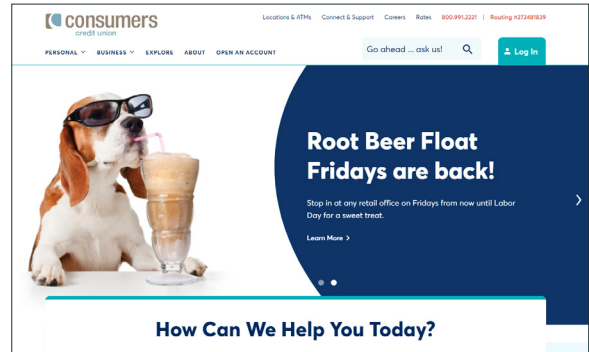 consumers
credit union
Locations & ATMs Connect & Support Careers Rates 800.991.2221 | Routing #272481839
PERSONAL BUSINESS EXPLORE ABOUT OPEN AN ACCOUNT
Go ahead ... ask us!
Log In
Root Beer Float
Fridays are back!
Stop in at any retail office on Fridays from now until Labor
Day for a sweet treat.
Learn More >
How Can We Help You Today?